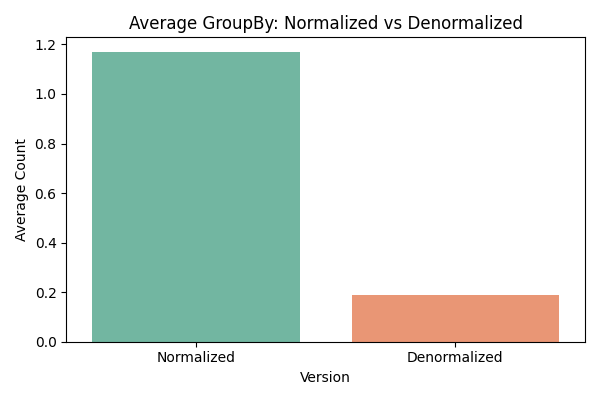 Average GroupBy: Normalized vs Denormalized
Average Count
1.2
1.0
0.8
0.6
0.4
0.2
0.0
Normalized
Denormalized
Version